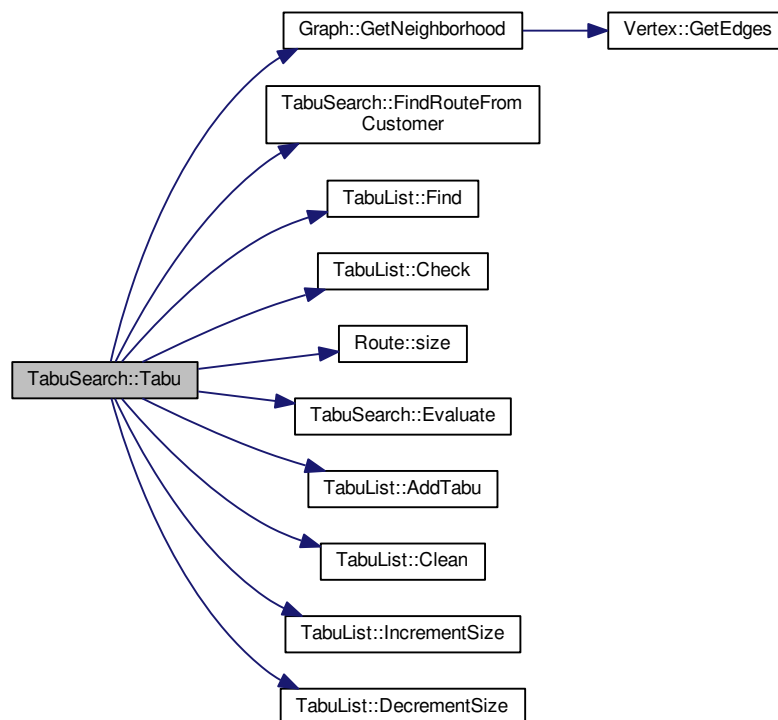 Graph::GetNeighborhood
Vertex::GetEdges
TabuSearch::FindRouteFrom
Customer
TabuList::Find
TabuList::Check
Route::size
TabuSearch::Tabu
TabuSearch::Evaluate
TabuList::AddTabu
TabuList::Clean
TabuList::IncrementSize
TabuList::DecrementSize